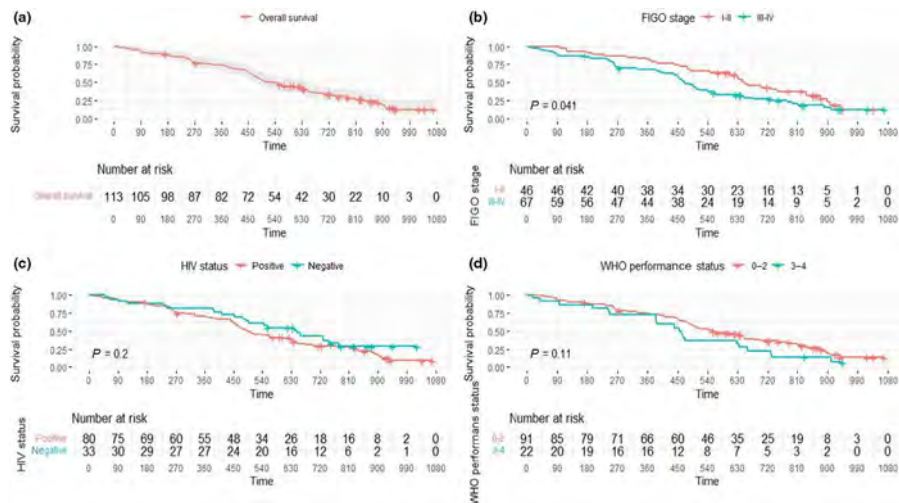 (a)
Overall survival
Survival probability
1.00
0.75
0.50
0.25
0.00
0 90 180 270 360 450 540 630 720 810 900 990 1080
Time
Number at risk
Overall survival 113 105 98 87 82 72 54 42 30 22 10 3 0
0 90 180 270 360 450 540 630 720 810 900 990 1080
Time
(b)
FIGO stage I-II III-IV
Survival probability
1.00
0.75
0.50
0.25
0.00
P = 0.041
0 90 180 270 360 450 540 630 720 810 900 990 1080
Time
Number at risk
FIGO stage
I-II 46 46 42 40 38 34 30 23 16 13 5 1 0
III-IV 67 59 56 47 44 38 24 19 14 9 5 2 0
0 90 180 270 360 450 540 630 720 810 900 990 1080
Time
(c)
HIV status Positive Negative
Survival probability
1.00
0.75
0.50
0.25
0.00
P = 0.2
0 90 180 270 360 450 540 630 720 810 900 990 1080
Time
Number at risk
HIV status
Positive 80 75 69 60 55 48 34 26 18 16 8 2 0
Negative 33 30 29 27 27 24 20 16 12 6 2 1 0
0 90 180 270 360 450 540 630 720 810 900 990 1080
Time
(d)
WHO performance status 0–2 3–4
Survival probability
1.00
0.75
0.50
0.25
0.00
P = 0.11
0 90 180 270 360 450 540 630 720 810 900 990 1080
Time
Number at risk
WHO performans status
0-2 91 85 79 71 66 60 46 35 25 19 8 3 0
3-4 22 20 19 16 16 12 8 7 5 3 2 0 0
0 90 180 270 360 450 540 630 720 810 900 990 1080
Time